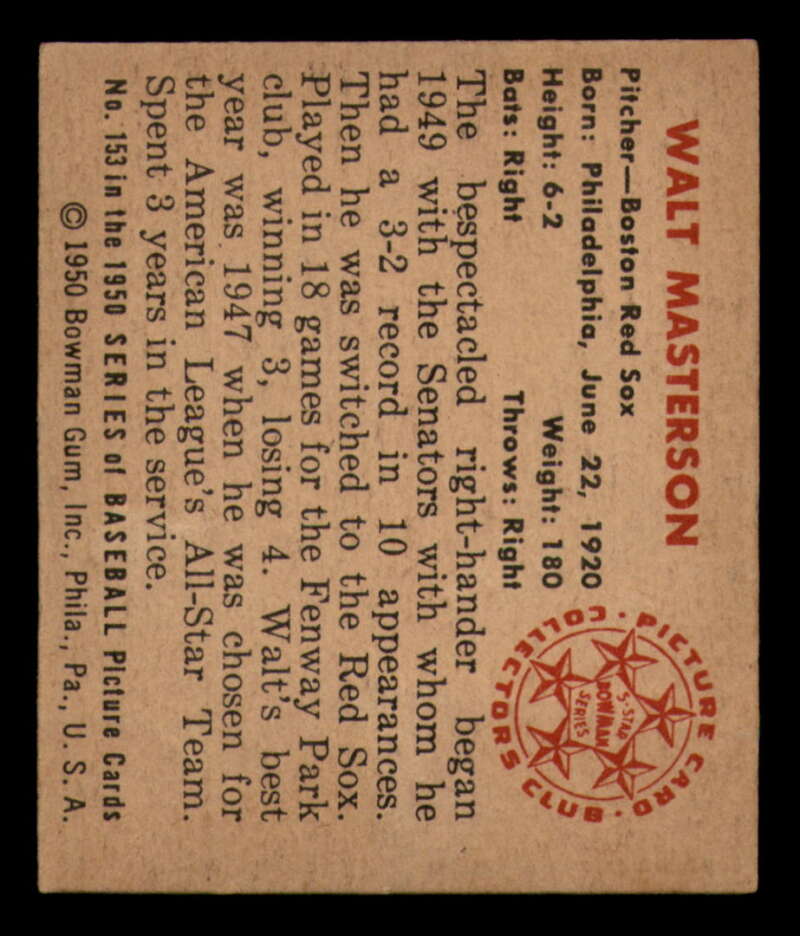 WALT MASTERSON
Pitcher—Boston Red Sox
Born: Philadelphia, June 22, 1920
Height: 6-2 Weight: 180
Bats: Right Throws: Right
PICTURE CARD COLLECTORS CLUB
5-STAR
BOWMAN
SERIES
The bespectacled right-hander began
1949 with the Senators with whom he
had a 3-2 record in 10 appearances.
Then he was switched to the Red Sox.
Played in 18 games for the Fenway Park
club, winning 3, losing 4. Walt's best
year was 1947 when he was chosen for
the American League's All-Star Team.
Spent 3 years in the service.
No. 153 in the 1950 SERIES of BASEBALL Picture Cards
© 1950 Bowman Gum, Inc., Phila., Pa., U. S. A.